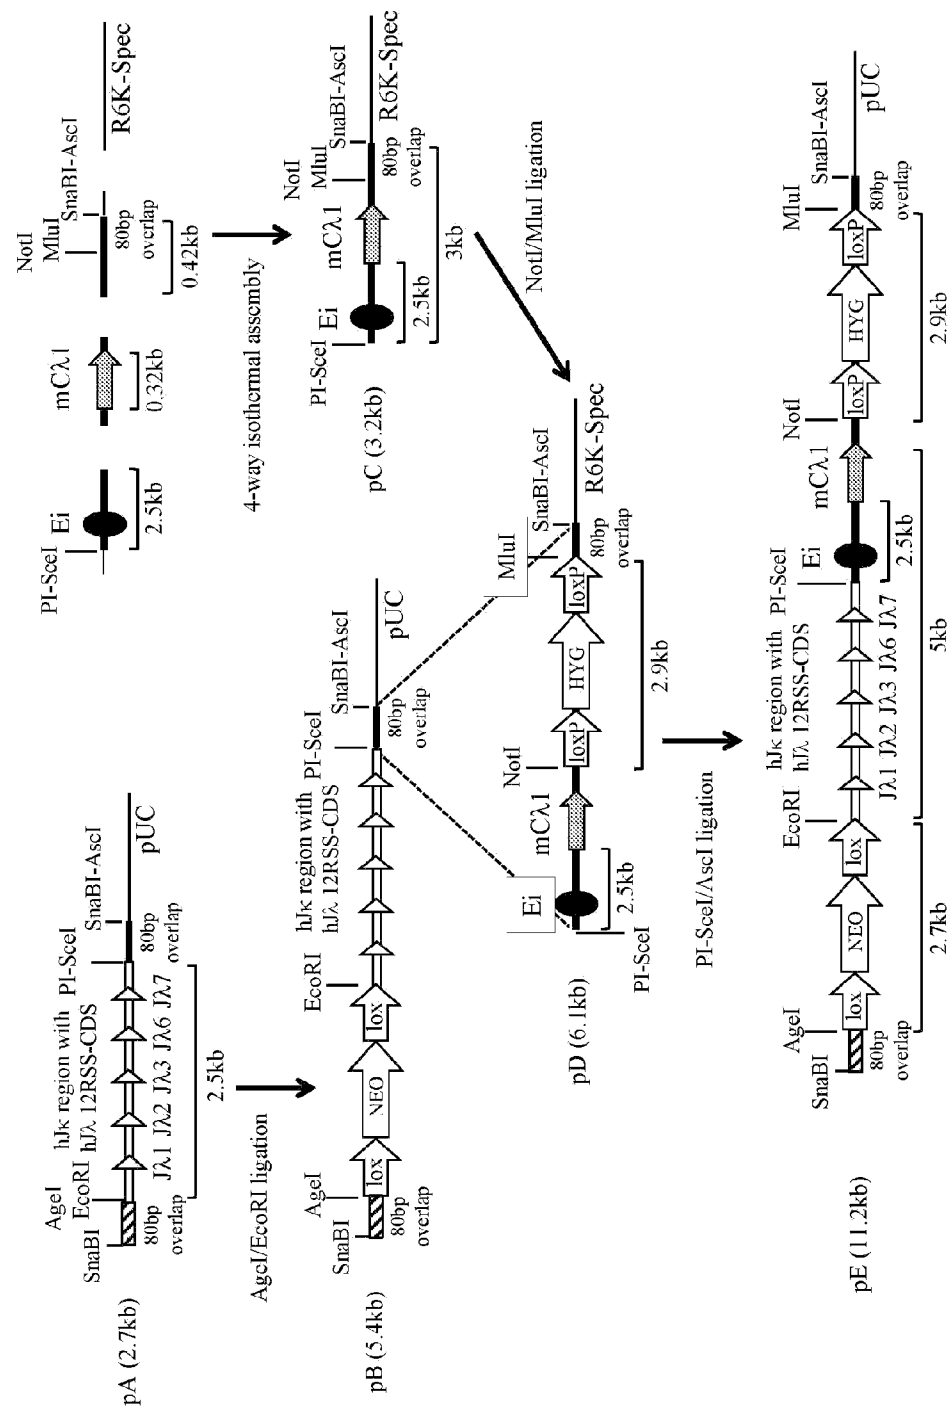 pA (2.7kb)
SnaBI
AgeI
EcoRI
hJκ region with
hJλ 12RSS-CDS
PI-SceI
SnaBI-AscI
pUC
80bp
overlap
Jλ1 Jλ2 Jλ3 Jλ6 Jλ7
80bp
overlap
2.5kb
AgeI/EcoRI ligation
pB (5.4kb)
SnaBI
AgeI
EcoRI
hJκ region with
hJλ 12RSS-CDS
PI-SceI
SnaBI-AscI
pUC
80bp
overlap
lox
NEO
lox
80bp
overlap
PI-SceI
Ei
mCλ1
NotI
MluI
SnaBI-AscI
R6K-Spec
2.5kb
0.32kb
80bp
overlap
0.42kb
4-way isothermal assembly
pC (3.2kb)
PI-SceI
Ei
mCλ1
NotI
MluI
SnaBI-AscI
R6K-Spec
80bp
overlap
2.5kb
3kb
NotI/MluI ligation
pD (6.1kb)
PI-SceI
Ei
mCλ1
NotI
loxP
HYG
loxP
MluI
SnaBI-AscI
R6K-Spec
80bp
overlap
2.5kb
2.9kb
PI-SceI/AscI ligation
pE (11.2kb)
SnaBI
AgeI
EcoRI
hJκ region with
hJλ 12RSS-CDS
PI-SceI
Ei
mCλ1
NotI
MluI
SnaBI-AscI
pUC
80bp
overlap
lox
NEO
lox
Jλ1 Jλ2 Jλ3 Jλ6 Jλ7
loxP
HYG
loxP
80bp
overlap
2.5kb
2.7kb
5kb
2.9kb